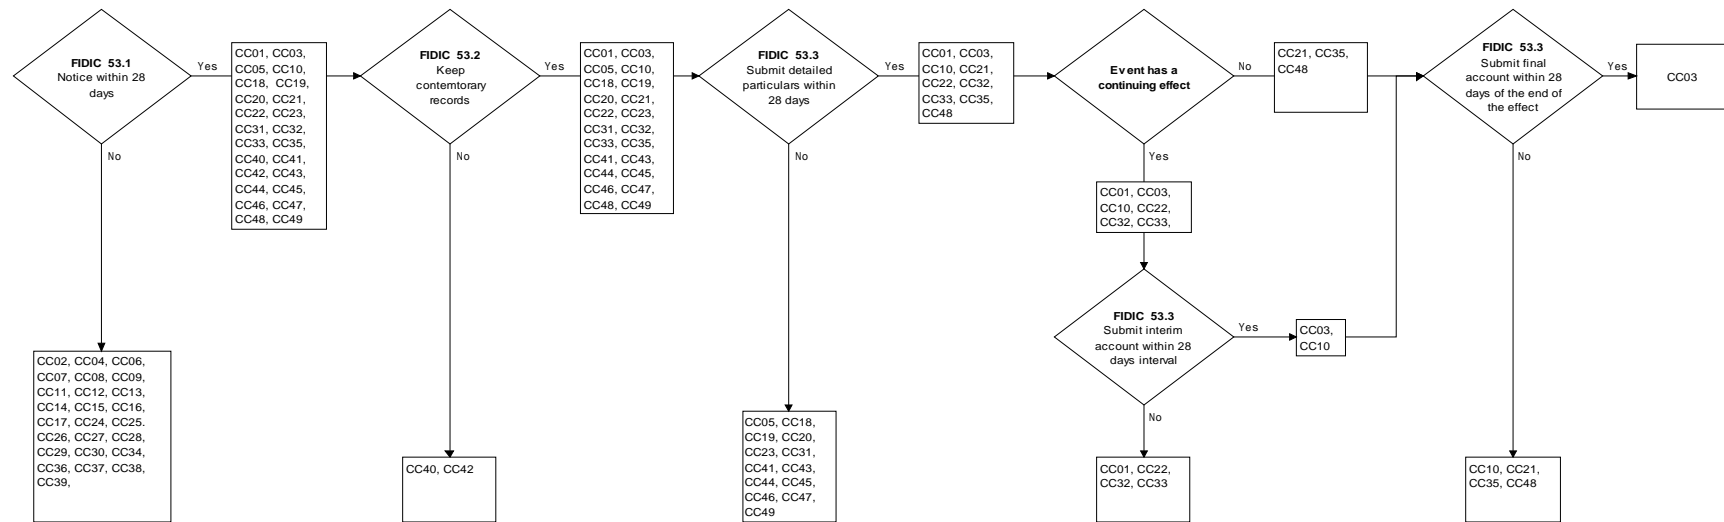 FIDIC 53.1
Notice within 28
days
Yes
No
CC01, CC03,
CC05, CC10,
CC18, CC19,
CC20, CC21,
CC22, CC23,
CC31, CC32,
CC33, CC35,
CC40, CC41,
CC42, CC43,
CC44, CC45,
CC46, CC47,
CC48, CC49
CC02, CC04, CC06,
CC07, CC08, CC09,
CC11, CC12, CC13,
CC14, CC15, CC16,
CC17, CC24, CC25.
CC26, CC27, CC28,
CC29, CC30, CC34,
CC36, CC37, CC38,
CC39,
FIDIC 53.2
Keep
contemtorary
records
Yes
No
CC01, CC03,
CC05, CC10,
CC18, CC19,
CC20, CC21,
CC22, CC23,
CC31, CC32,
CC33, CC35,
CC41, CC43,
CC44, CC45,
CC46, CC47,
CC48, CC49
CC40, CC42
FIDIC 53.3
Submit detailed
particulars within
28 days
Yes
No
CC01, CC03,
CC10, CC21,
CC22, CC32,
CC33, CC35,
CC48
CC05, CC18,
CC19, CC20,
CC23, CC31,
CC41, CC43,
CC44, CC45,
CC46, CC47,
CC49
Event has a
continuing effect
No
Yes
CC21, CC35,
CC48
CC01, CC03,
CC10, CC22,
CC32, CC33,
FIDIC 53.3
Submit interim
account within 28
days interval
Yes
No
CC03,
CC10
CC01, CC22,
CC32, CC33
FIDIC 53.3
Submit final
account within 28
days of the end of
the effect
Yes
No
CC03
CC10, CC21,
CC35, CC48